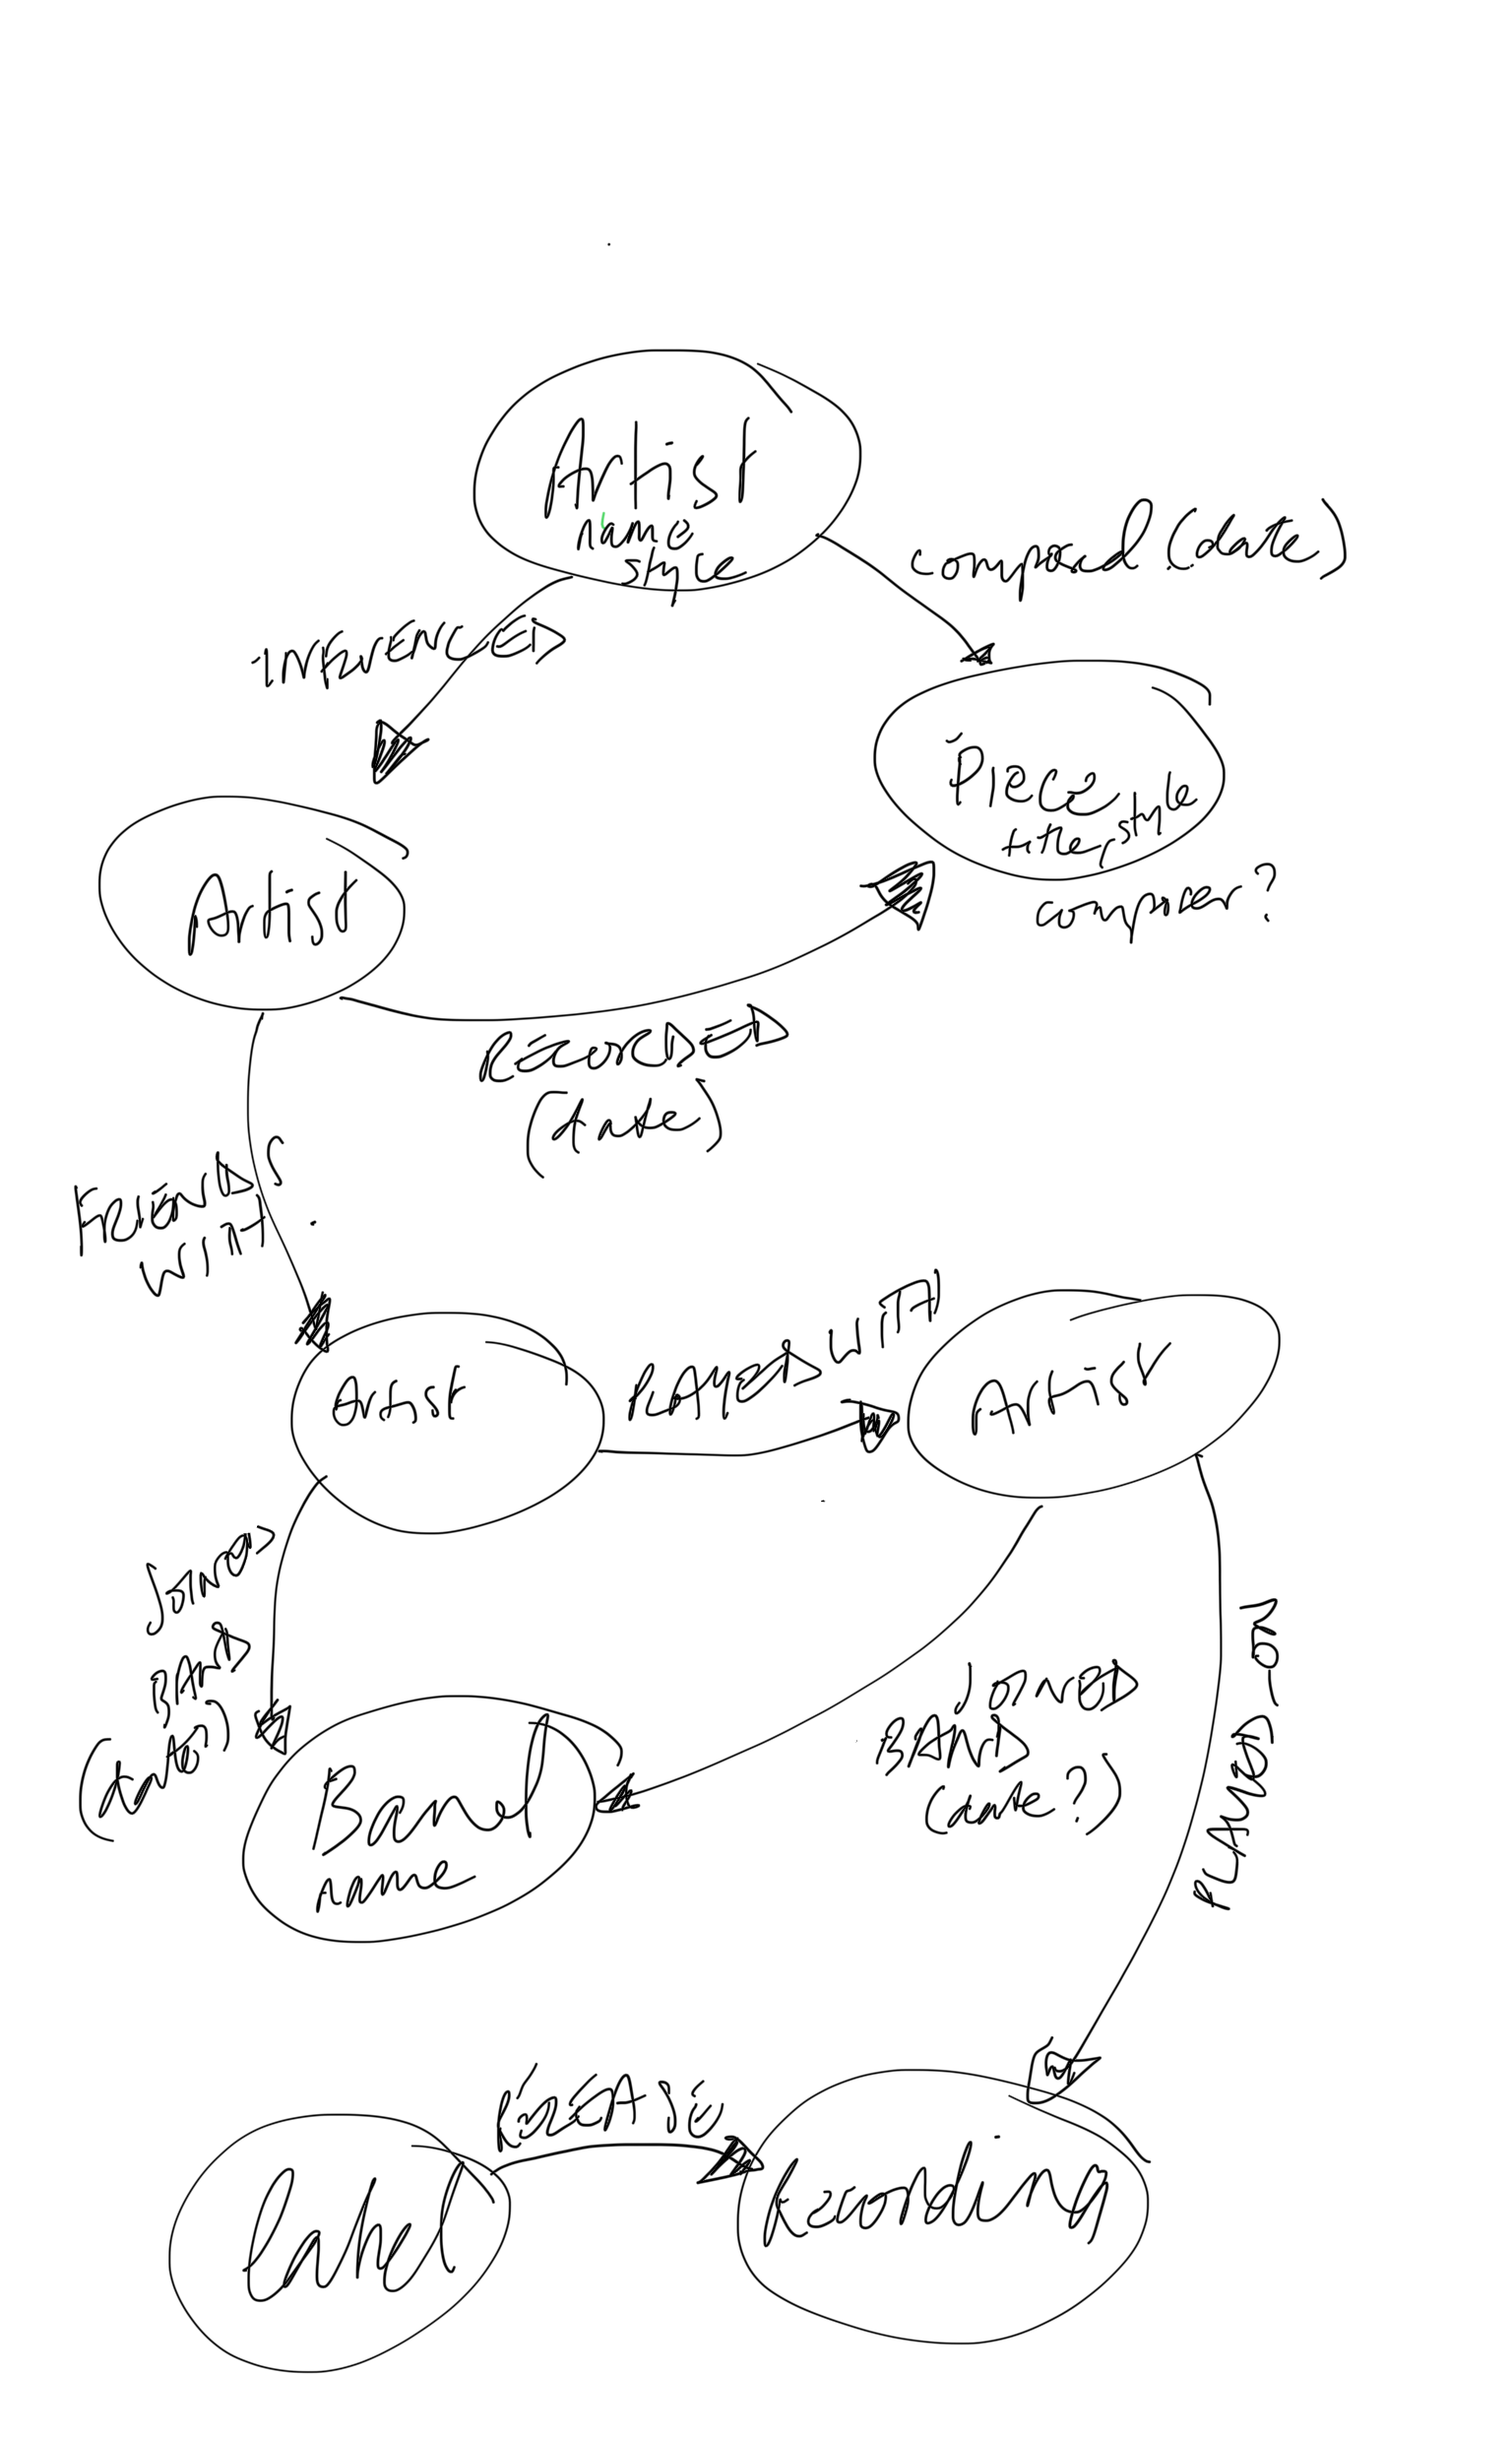 Artist
name
style
composed (date)
INFLUENCED
Piece
title style
composer?
Artist
RECORDED
(date)
FRIENDS
WITH
Artist
PLAYS WITH
Artist
JOINED
BAND
(date)
JOINED
BAND
(date?)
PLAYED_ON
Band
name
RELEASE
Label
Recording